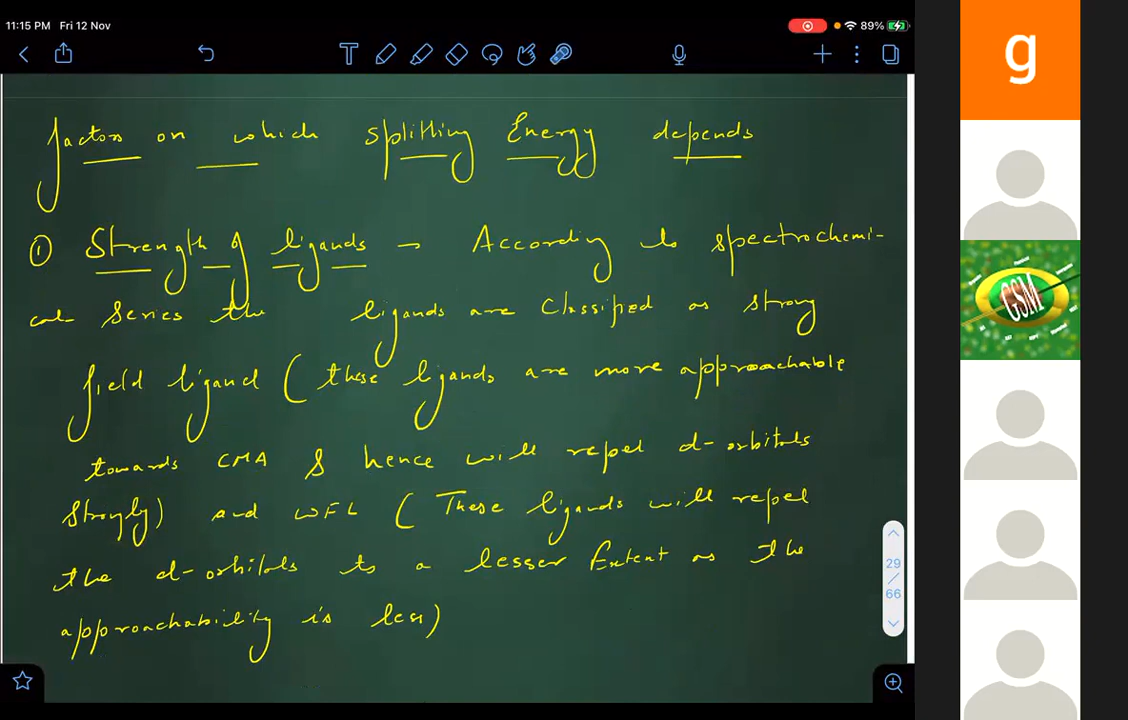 11:15 PM Fri 12 Nov
89%
T
factors on which splitting Energy depends
① Strength of ligands → According to spectrochemi-
cal series the ligands are classified as strong
field ligand (these ligands are more approachable
towards CMA & hence will repel d-orbitals
strongly) and WFL (These ligands will repel
the d-orbitals to a lesser Extent as the
approachability is less)
29
/
66
g
GSM